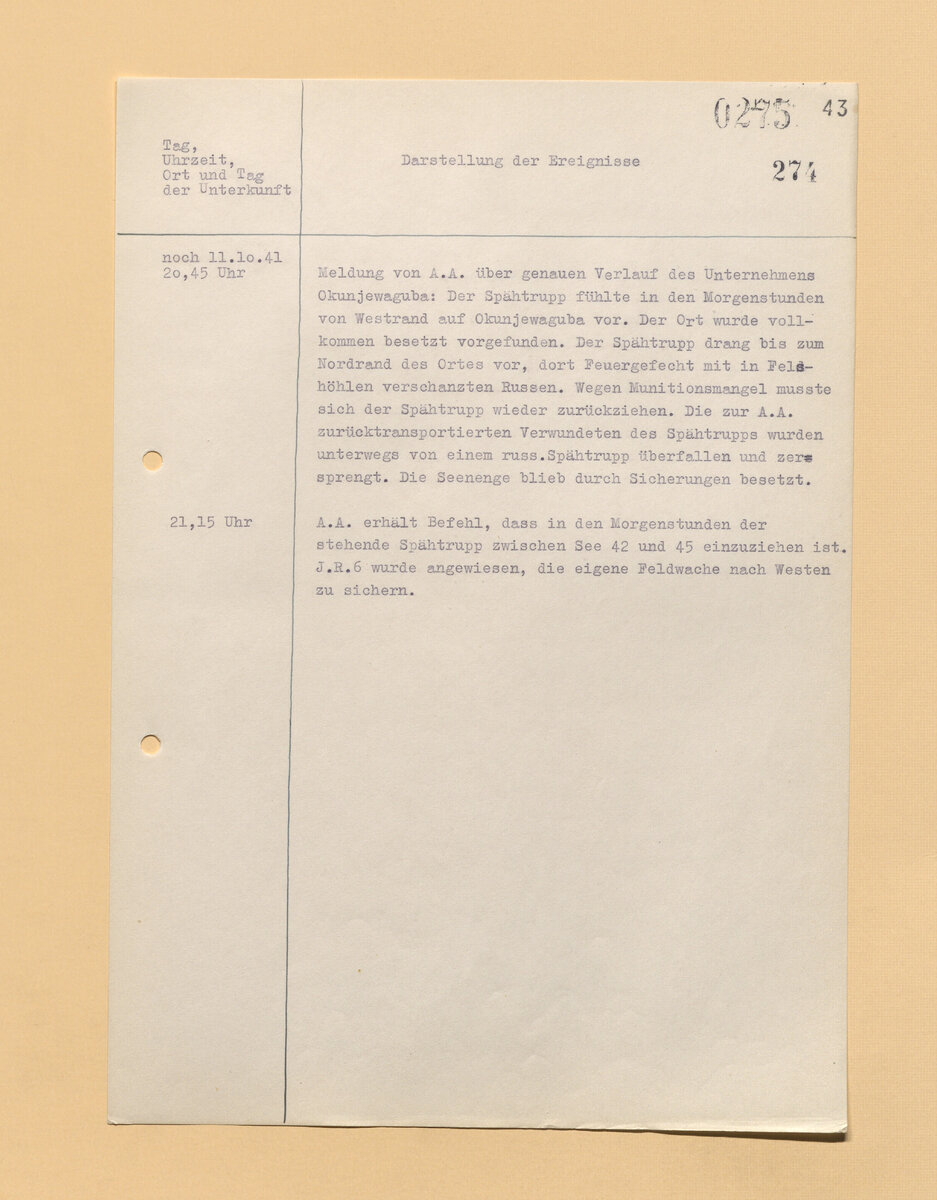 0275 43
274
Tag,
Uhrzeit,
Ort und Tag
der Unterkunft
Darstellung der Ereignisse
noch 11.1o.41
2o,45 Uhr
Meldung von A.A. über genauen Verlauf des Unternehmens
Okunjewaguba: Der Spähtrupp fühlte in den Morgenstunden
von Westrand auf Okunjewaguba vor. Der Ort wurde voll-
kommen besetzt vorgefunden. Der Spähtrupp drang bis zum
Nordrand des Ortes vor, dort Feuergefecht mit in Fels-
höhlen verschanzten Russen. Wegen Munitionsmangel musste
sich der Spähtrupp wieder zurückziehen. Die zur A.A.
zurücktransportierten Verwundeten des Spähtrupps wurden
unterwegs von einem russ.Spähtrupp überfallen und zer-
sprengt. Die Seenenge blieb durch Sicherungen besetzt.
21,15 Uhr
A.A. erhält Befehl, dass in den Morgenstunden der
stehende Spähtrupp zwischen See 42 und 45 einzuziehen ist.
J.R.6 wurde angewiesen, die eigene Feldwache nach Westen
zu sichern.